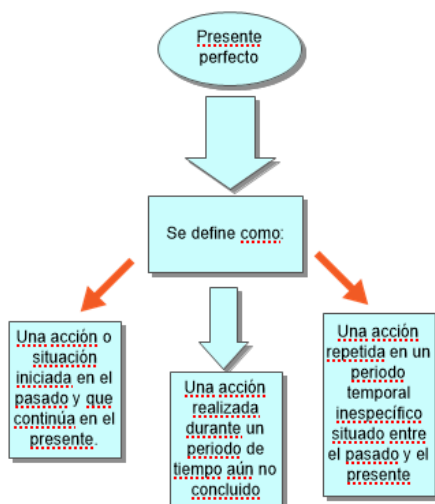 Presente
perfecto
Se define como:
Una acción o
situación
iniciada en el
pasado y que
continúa en el
presente.
Una acción
realizada
durante un
periodo de
tiempo aún no
concluido
Una acción
repetida en un
periodo
temporal
inespecífico
situado entre
el pasado y el
presente